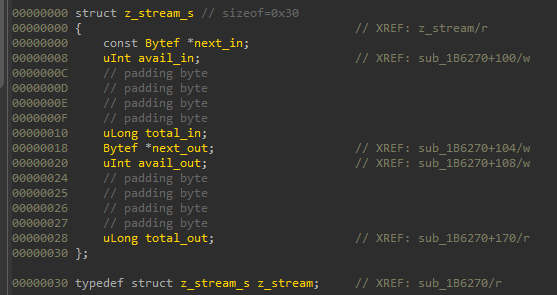 00000000 struct z_stream_s // sizeof=0x30
00000000 { // XREF: z_stream/r
00000000 const Bytef *next_in;
00000008 uInt avail_in; // XREF: sub_1B6270+100/w
0000000C // padding byte
0000000D // padding byte
0000000E // padding byte
0000000F // padding byte
00000010 uLong total_in;
00000018 Bytef *next_out; // XREF: sub_1B6270+104/w
00000020 uInt avail_out; // XREF: sub_1B6270+108/w
00000024 // padding byte
00000025 // padding byte
00000026 // padding byte
00000027 // padding byte
00000028 uLong total_out; // XREF: sub_1B6270+170/r
00000030 };
00000030 typedef struct z_stream_s z_stream; // XREF: sub_1B6270/r